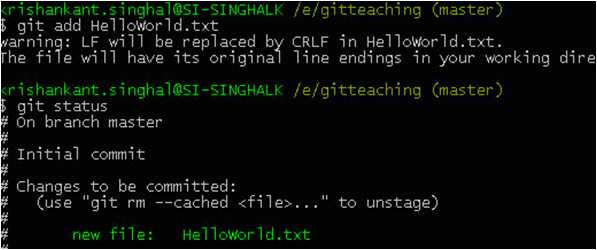 krishankant.singhal@SI-SINGHALK /e/gitteaching (master)
$ git add HelloWorld.txt
warning: LF will be replaced by CRLF in HelloWorld.txt.
The file will have its original line endings in your working dire
krishankant.singhal@SI-SINGHALK /e/gitteaching (master)
$ git status
# On branch master
#
# Initial commit
#
# Changes to be committed:
#   (use "git rm --cached <file>..." to unstage)
#
#       new file:   HelloWorld.txt
#